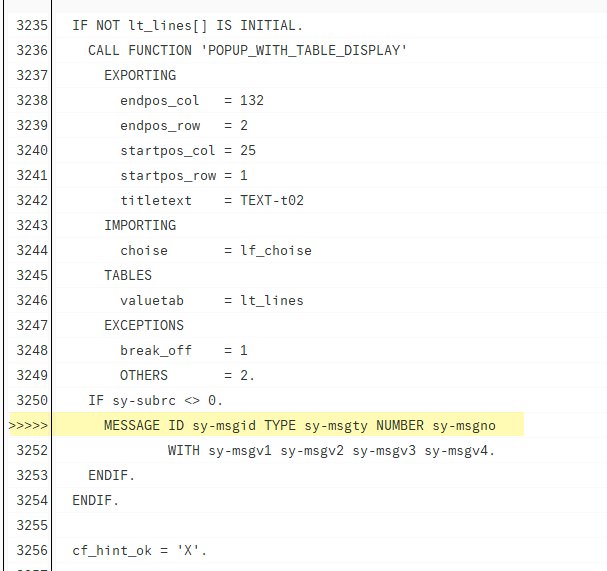 3235 IF NOT lt_lines[] IS INITIAL.
3236 CALL FUNCTION 'POPUP_WITH_TABLE_DISPLAY'
3237 EXPORTING
3238 endpos_col = 132
3239 endpos_row = 2
3240 startpos_col = 25
3241 startpos_row = 1
3242 titletext = TEXT-t02
3243 IMPORTING
3244 choise = lf_choise
3245 TABLES
3246 valuetab = lt_lines
3247 EXCEPTIONS
3248 break_off = 1
3249 OTHERS = 2.
3250 IF sy-subrc <> 0.
>>>>> MESSAGE ID sy-msgid TYPE sy-msgty NUMBER sy-msgno
3252 WITH sy-msgv1 sy-msgv2 sy-msgv3 sy-msgv4.
3253 ENDIF.
3254 ENDIF.
3255
3256 cf_hint_ok = 'X'.